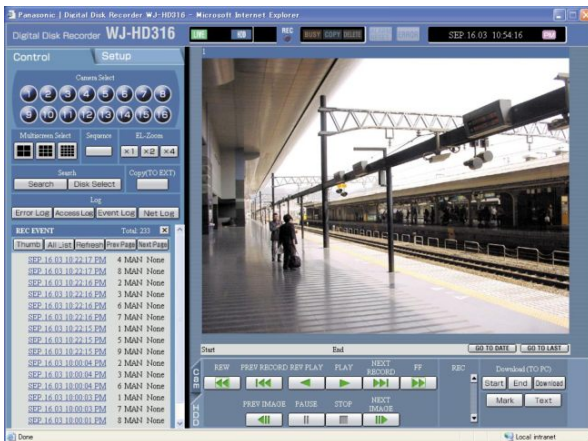 Panasonic | Digital Disk Recorder WJ-HD316 - Microsoft Internet Explorer
Digital Disk Recorder WJ-HD316
LIVE HDD REC BUSY COPY DELETE SEP 16.03 10:54:16 PM
Control Setup
Camera Select
1 2 3 4 5 6 7 8
9 10 11 12 13 14 15 16
Multiscreen Select Sequence EL-Zoom
×1 ×2 ×4
Search Copy(TO EXT)
Search Disk Select
Log
Error Log Access Log Event Log Net Log
REC EVENT Total: 233
Thumb All List Refresh Prev Page Next Page
SEP.16.03 10:22:17 PM 4 MAN None
SEP.16.03 10:22:17 PM 8 MAN None
SEP.16.03 10:22:16 PM 2 MAN None
SEP.16.03 10:22:16 PM 3 MAN None
SEP.16.03 10:22:16 PM 6 MAN None
SEP.16.03 10:22:16 PM 7 MAN None
SEP.16.03 10:22:15 PM 1 MAN None
SEP.16.03 10:22:15 PM 5 MAN None
SEP.16.03 10:22:15 PM 9 MAN None
SEP.16.03 10:00:04 PM 2 MAN None
SEP.16.03 10:00:04 PM 3 MAN None
SEP.16.03 10:00:04 PM 6 MAN None
SEP.16.03 10:00:03 PM 1 MAN None
SEP.16.03 10:00:03 PM 7 MAN None
SEP.16.03 10:00:01 PM 8 MAN None
1
Start End GO TO DATE GO TO LAST
Cam HDD
REW PREV RECORD REV PLAY PLAY NEXT RECORD FF
PREV IMAGE PAUSE STOP NEXT IMAGE
REC
Download (TO PC)
Start End Download
Mark Text
Done Local intranet